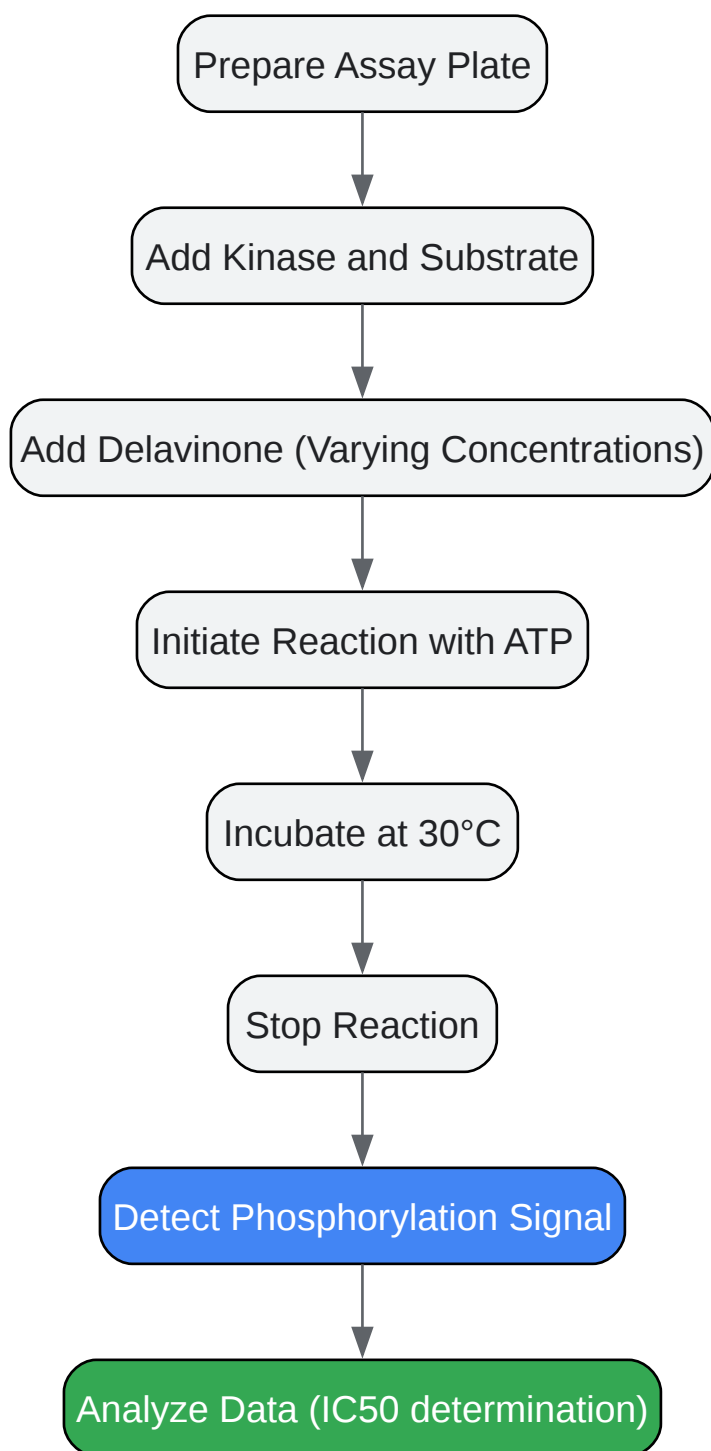 Prepare Assay Plate
Add Kinase and Substrate
Add Delavinone (Varying Concentrations)
Initiate Reaction with ATP
Incubate at 30°C
Stop Reaction
Detect Phosphorylation Signal
Analyze Data (IC50 determination)